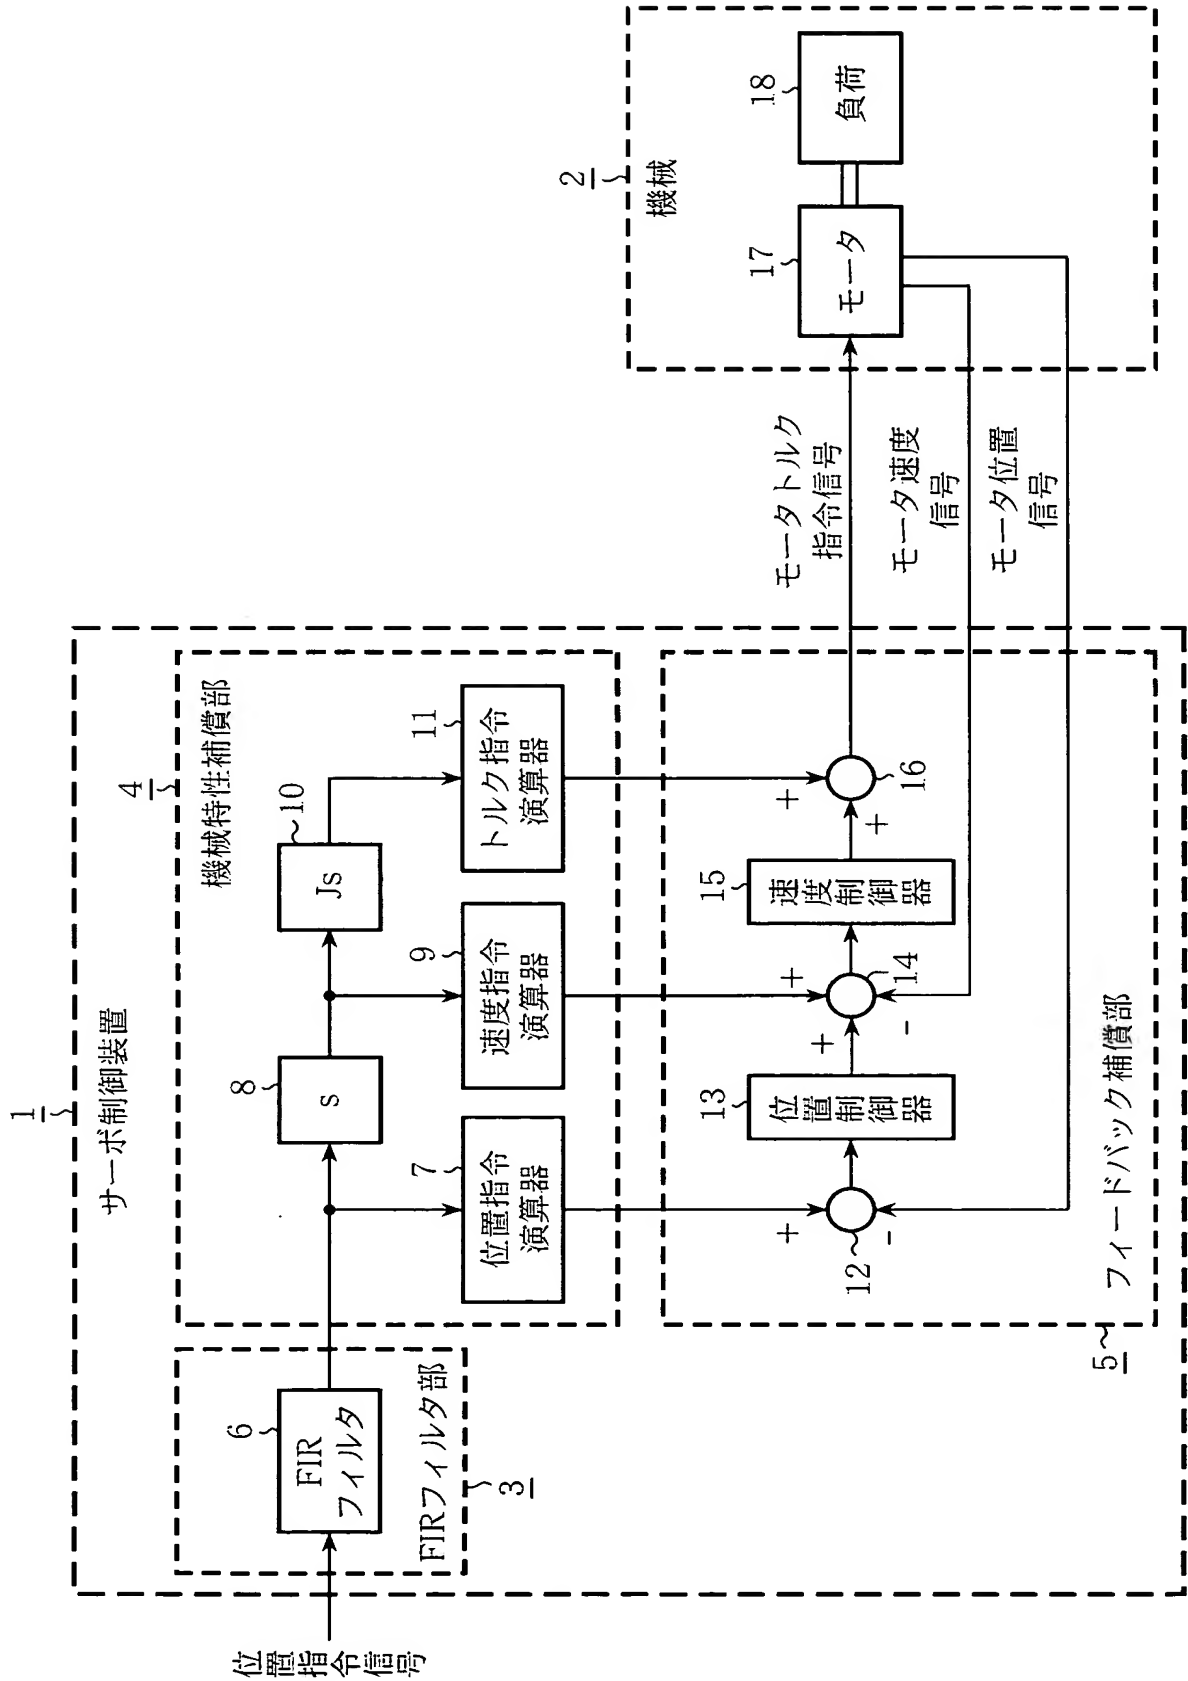 1
サーボ制御装置
4
機械特性補償部
6
FIR
フィルタ
FIRフィルタ部
3
位置指令信号
8
s
10
Js
7
位置指令
演算器
9
速度指令
演算器
11
トルク指令
演算器
12
+
-
13
位置制御器
14
+
+
-
15
速度制御器
16
+
+
フィードバック補償部
5
モータトルク
指令信号
モータ速度
信号
モータ位置
信号
2
機械
17
モータ
18
負荷